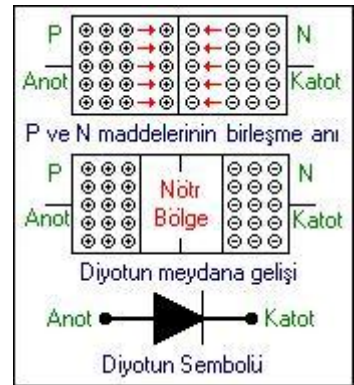 P N
Anot Katot
P ve N maddelerinin birleşme anı
P Nötr N
Anot Bölge Katot
Diyotun meydana gelişi
Anot Katot
Diyotun Sembolü